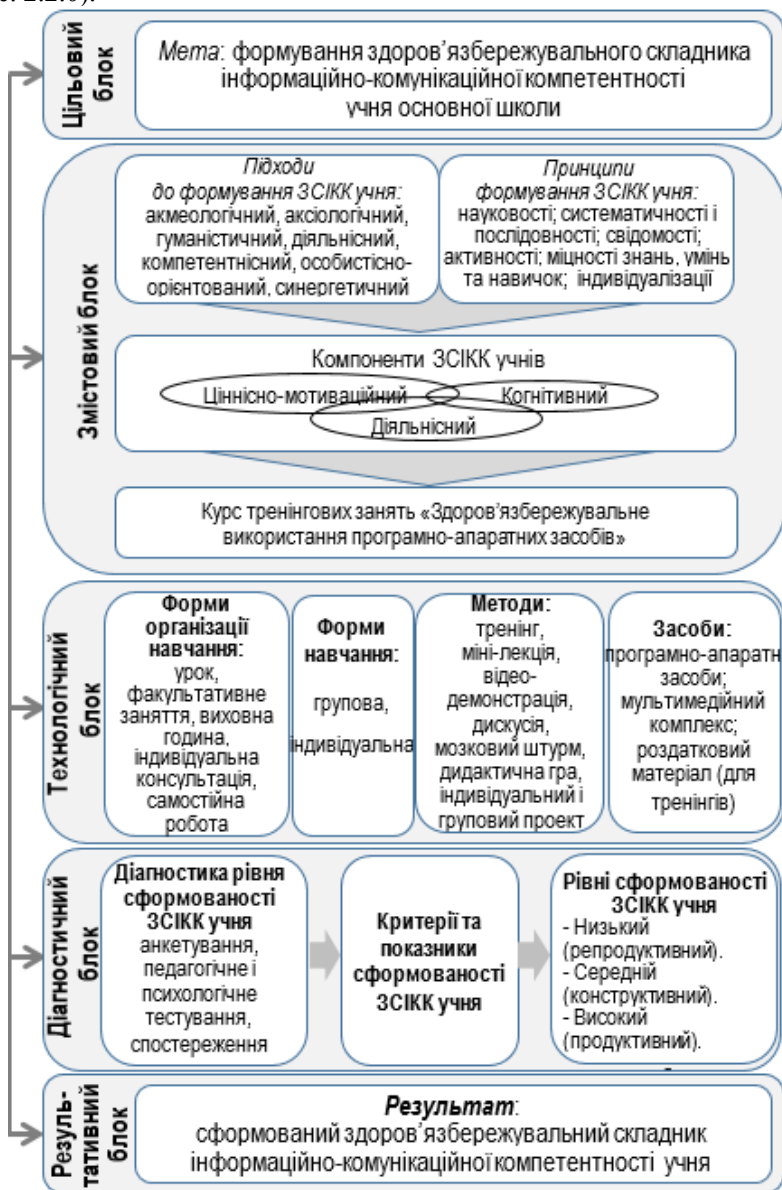 Цільовий
блок
Мета: формування здоров’язбережувального складника
інформаційно-комунікаційної компетентності
учня основної школи
Змістовий блок
Підходи
до формування ЗСІКК учня:
акмеологічний, аксіологічний,
гуманістичний, діяльнісний,
компетентнісний, особистісно-
орієнтований, синергетичний
Принципи
формування ЗСІКК учня:
науковості; систематичності і
послідовності; свідомості;
активності; міцності знань, умінь
та навичок; індивідуалізації
Компоненти ЗСІКК учнів
Ціннісно-мотиваційний
Когнітивний
Діяльнісний
Курс тренінгових занять «Здоров’язбережувальне
використання програмно-апаратних засобів»
Технологічний
блок
Форми
організації
навчання:
урок,
факультативне
заняття, виховна
година,
індивідуальна
консультація,
самостійна
робота
Форми
навчання:
групова,
індивідуальна
Методи:
тренінг,
міні-лекція,
відео-
демонстрація,
дискусія,
мозковий штурм,
дидактична гра,
індивідуальний і
груповий проект
Засоби:
програмно-апаратн
засоби;
мультимедійний
комплекс;
роздатковий
матеріал (для
тренінгів)
Діагностичний
блок
Діагностика рівня
сформованості
ЗСІКК учня
анкетування,
педагогічне і
психологічне
тестування,
спостереження
Критерії та
показники
сформованості
ЗСІКК учня
Рівні сформованості
ЗСІКК учня
- Низький
(репродуктивний).
- Середній
(конструктивний).
- Високий
(продуктивний).
Резуль-
тативний
блок
Результат:
сформований здоров’язбережувальний складник
інформаційно-комунікаційної компетентності учня